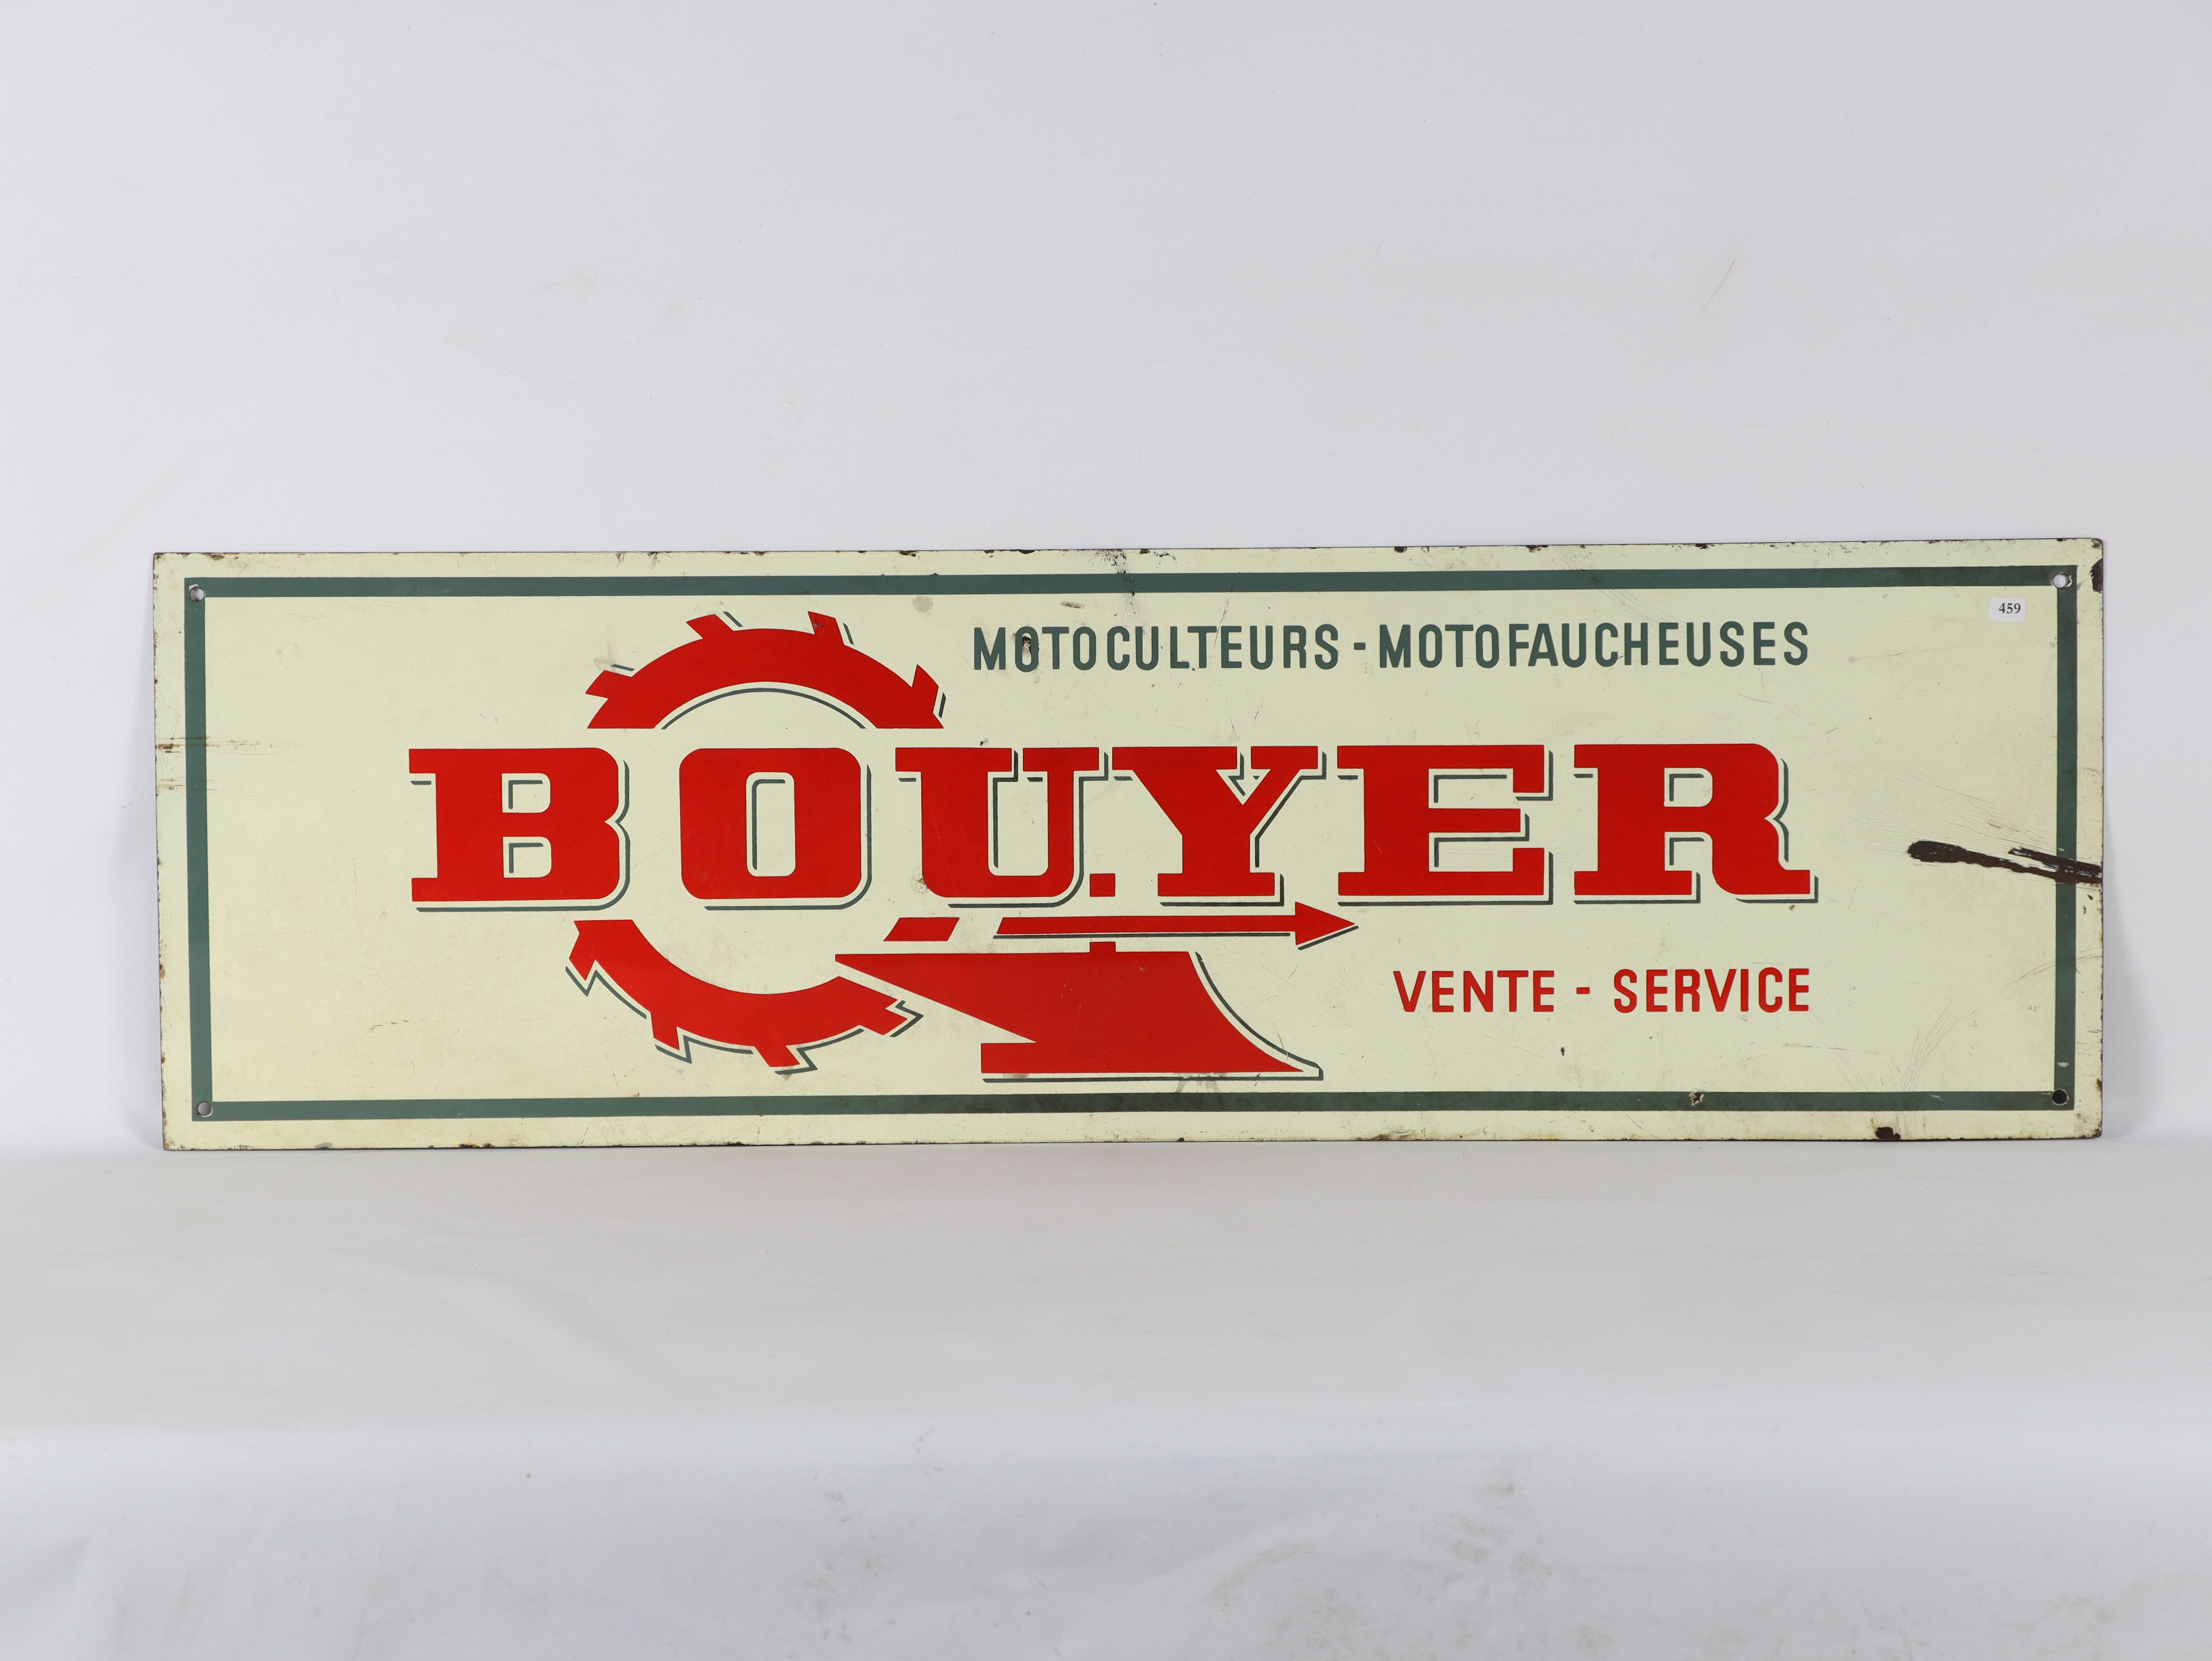 MOTOCULTEURS - MOTOFAUCHEUSES
459
BOUYER
VENTE - SERVICE